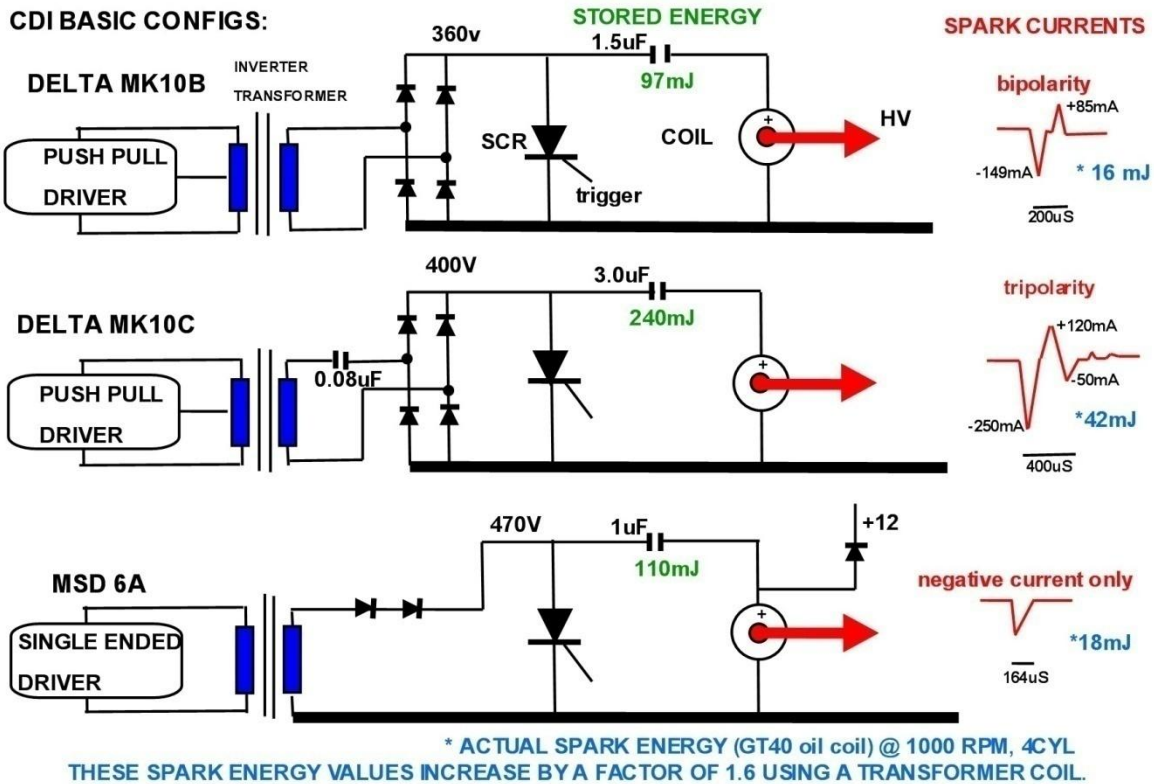 CDI BASIC CONFIGS:
STORED ENERGY
SPARK CURRENTS
DELTA MK10B
INVERTER
TRANSFORMER
360v
1.5uF
97mJ
PUSH PULL
DRIVER
SCR
trigger
COIL
+
HV
bipolarity
+85mA
-149mA
* 16 mJ
200uS
DELTA MK10C
400V
3.0uF
240mJ
0.08uF
PUSH PULL
DRIVER
+
tripolarity
+120mA
-50mA
-250mA
*42mJ
400uS
MSD 6A
470V
1uF
110mJ
+12
SINGLE ENDED
DRIVER
+
negative current only
*18mJ
164uS
* ACTUAL SPARK ENERGY (GT40 oil coil) @ 1000 RPM, 4CYL
THESE SPARK ENERGY VALUES INCREASE BY A FACTOR OF 1.6 USING A TRANSFORMER COIL.